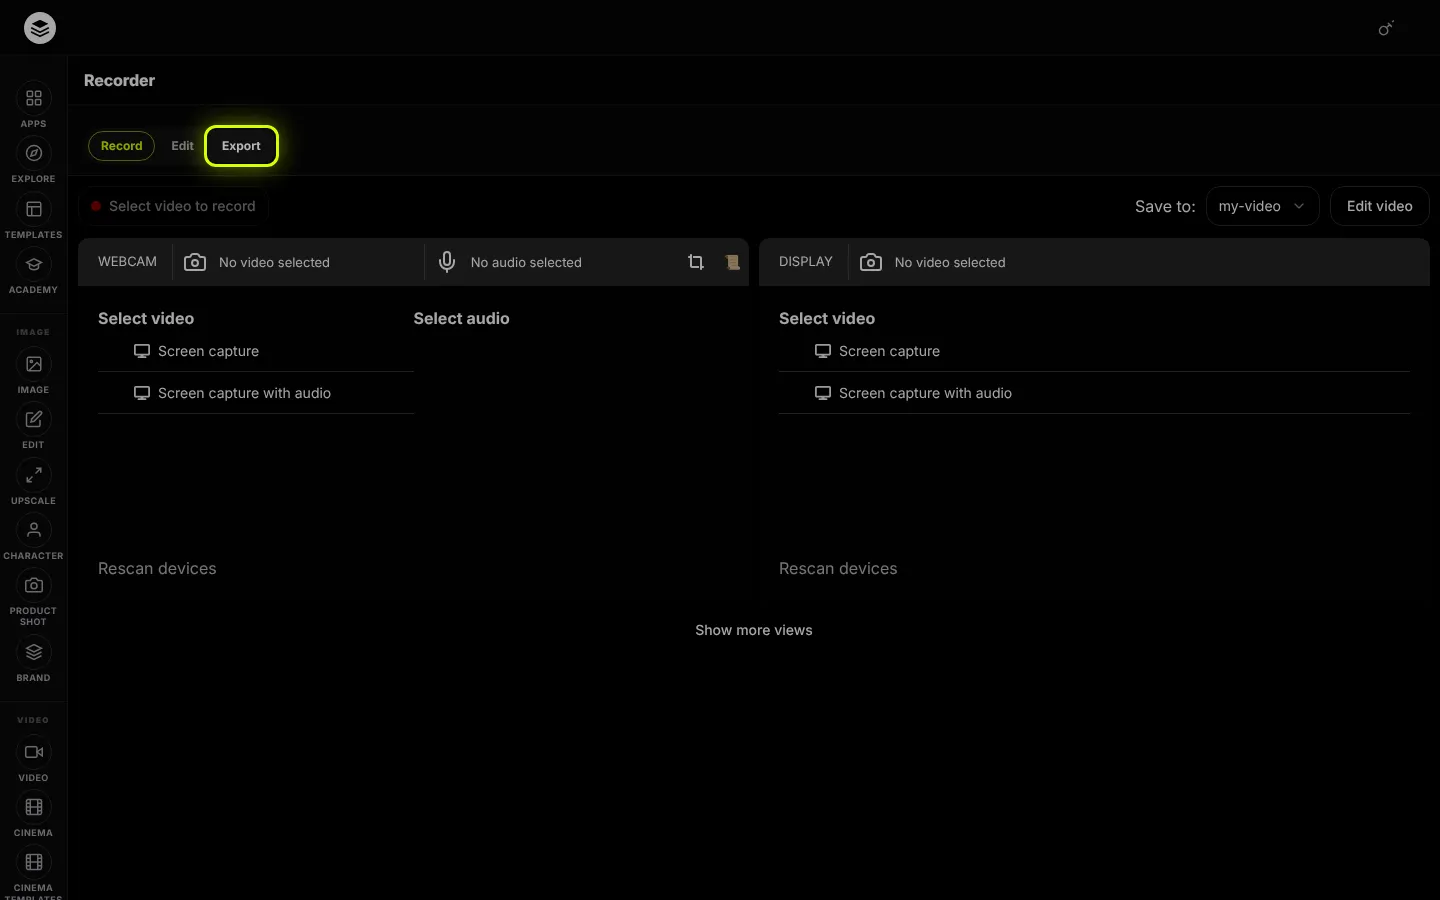 Recorder
Record Edit Export
Select video to record
Save to: my-video Edit video
WEBCAM No video selected No audio selected
DISPLAY No video selected
Select video Select audio
Screen capture
Screen capture with audio
Rescan devices
Select video
Screen capture
Screen capture with audio
Rescan devices
Show more views
APPS
EXPLORE
TEMPLATES
ACADEMY
IMAGE
IMAGE
EDIT
UPSCALE
CHARACTER
PRODUCT
SHOT
BRAND
VIDEO
VIDEO
CINEMA
CINEMA
TEMPLATES